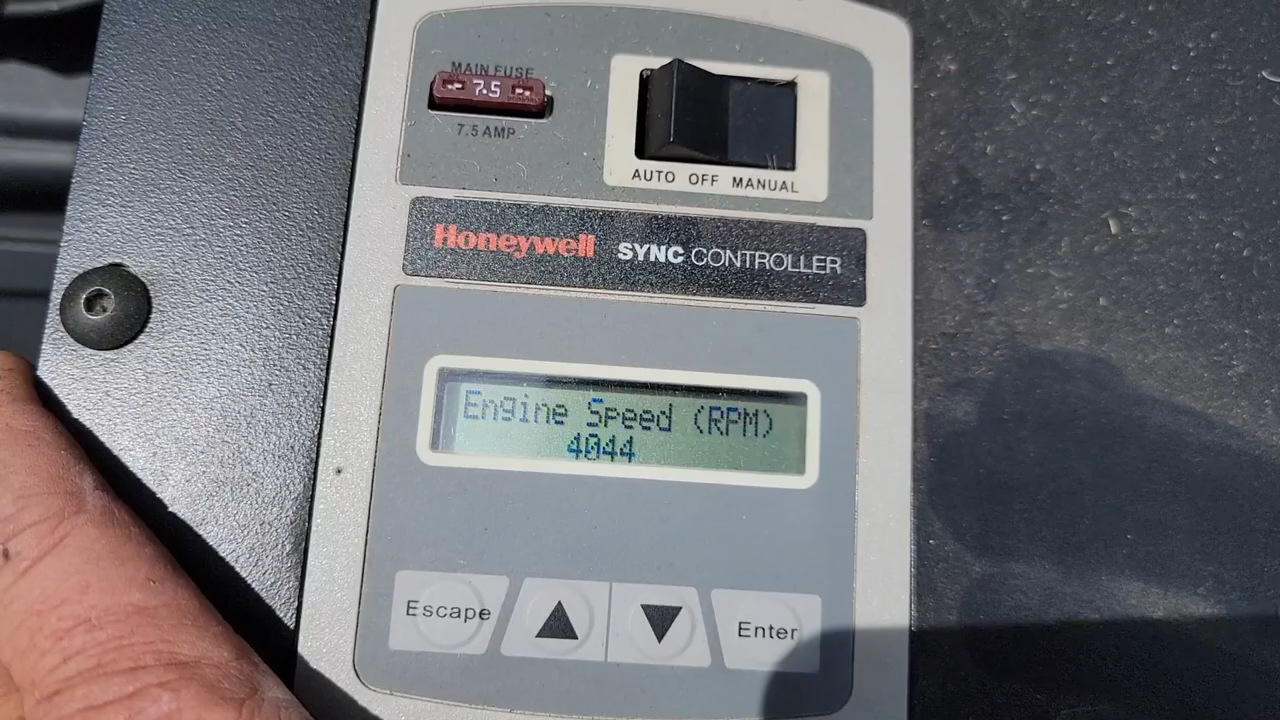 MAIN FUSE
7.5
7.5 AMP
AUTO OFF MANUAL
Honeywell SYNC CONTROLLER
Engine Speed (RPM)
4044
Escape ▲ ▼ Enter